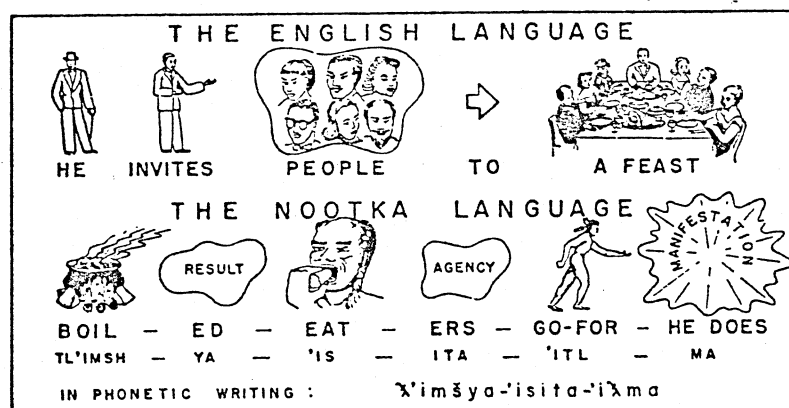 THE ENGLISH LANGUAGE
HE INVITES PEOPLE TO A FEAST
THE NOOTKA LANGUAGE
RESULT
AGENCY
MANIFESTATION
BOIL – ED – EAT – ERS – GO-FOR – HE DOES
TL'IMSH – YA – 'IS – ITA – 'ITL – MA
IN PHONETIC WRITING : ƛ'imšya-'isita-'iƛma